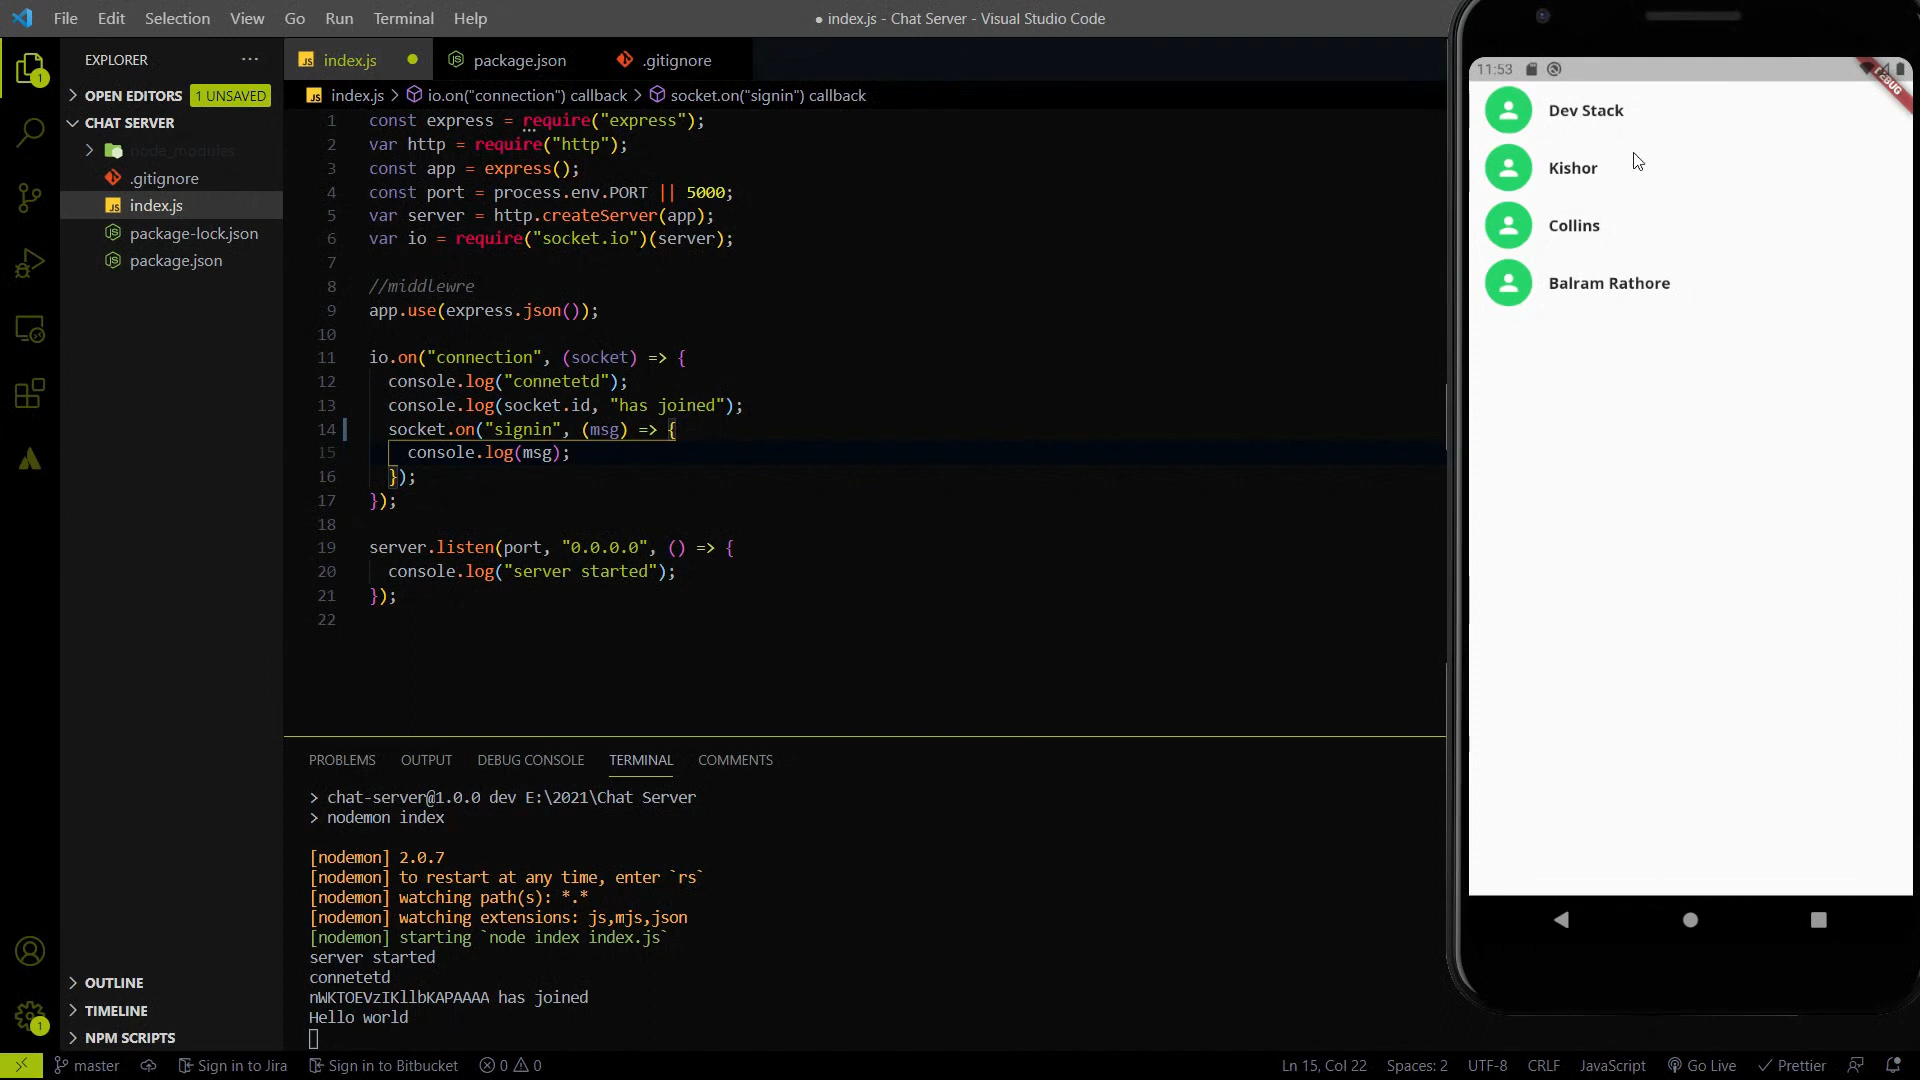 File Edit Selection View Go Run Terminal Help
● index.js - Chat Server - Visual Studio Code
EXPLORER
OPEN EDITORS 1 UNSAVED
CHAT SERVER
node_modules
.gitignore
index.js
package-lock.json
package.json
OUTLINE
TIMELINE
NPM SCRIPTS
1
1
index.js package.json .gitignore
index.js > io.on("connection") callback > socket.on("signin") callback
1 const express = require("express");
2 var http = require("http");
3 const app = express();
4 const port = process.env.PORT || 5000;
5 var server = http.createServer(app);
6 var io = require("socket.io")(server);
7
8 //middlewre
9 app.use(express.json());
10
11 io.on("connection", (socket) => {
12 console.log("connetetd");
13 console.log(socket.id, "has joined");
14 socket.on("signin", (msg) => {
15 console.log(msg);
16 });
17 });
18
19 server.listen(port, "0.0.0.0", () => {
20 console.log("server started");
21 });
22
PROBLEMS OUTPUT DEBUG CONSOLE TERMINAL COMMENTS
> chat-server@1.0.0 dev E:\2021\Chat Server
> nodemon index
[nodemon] 2.0.7
[nodemon] to restart at any time, enter `rs`
[nodemon] watching path(s): *.*
[nodemon] watching extensions: js,mjs,json
[nodemon] starting `node index index.js`
server started
connetetd
nWKTOEVzIKllbKAPAAAA has joined
Hello world
master Sign in to Jira Sign in to Bitbucket 0 0
Ln 15, Col 22 Spaces: 2 UTF-8 CRLF JavaScript Go Live Prettier
11:53
DEBUG
Dev Stack
Kishor
Collins
Balram Rathore